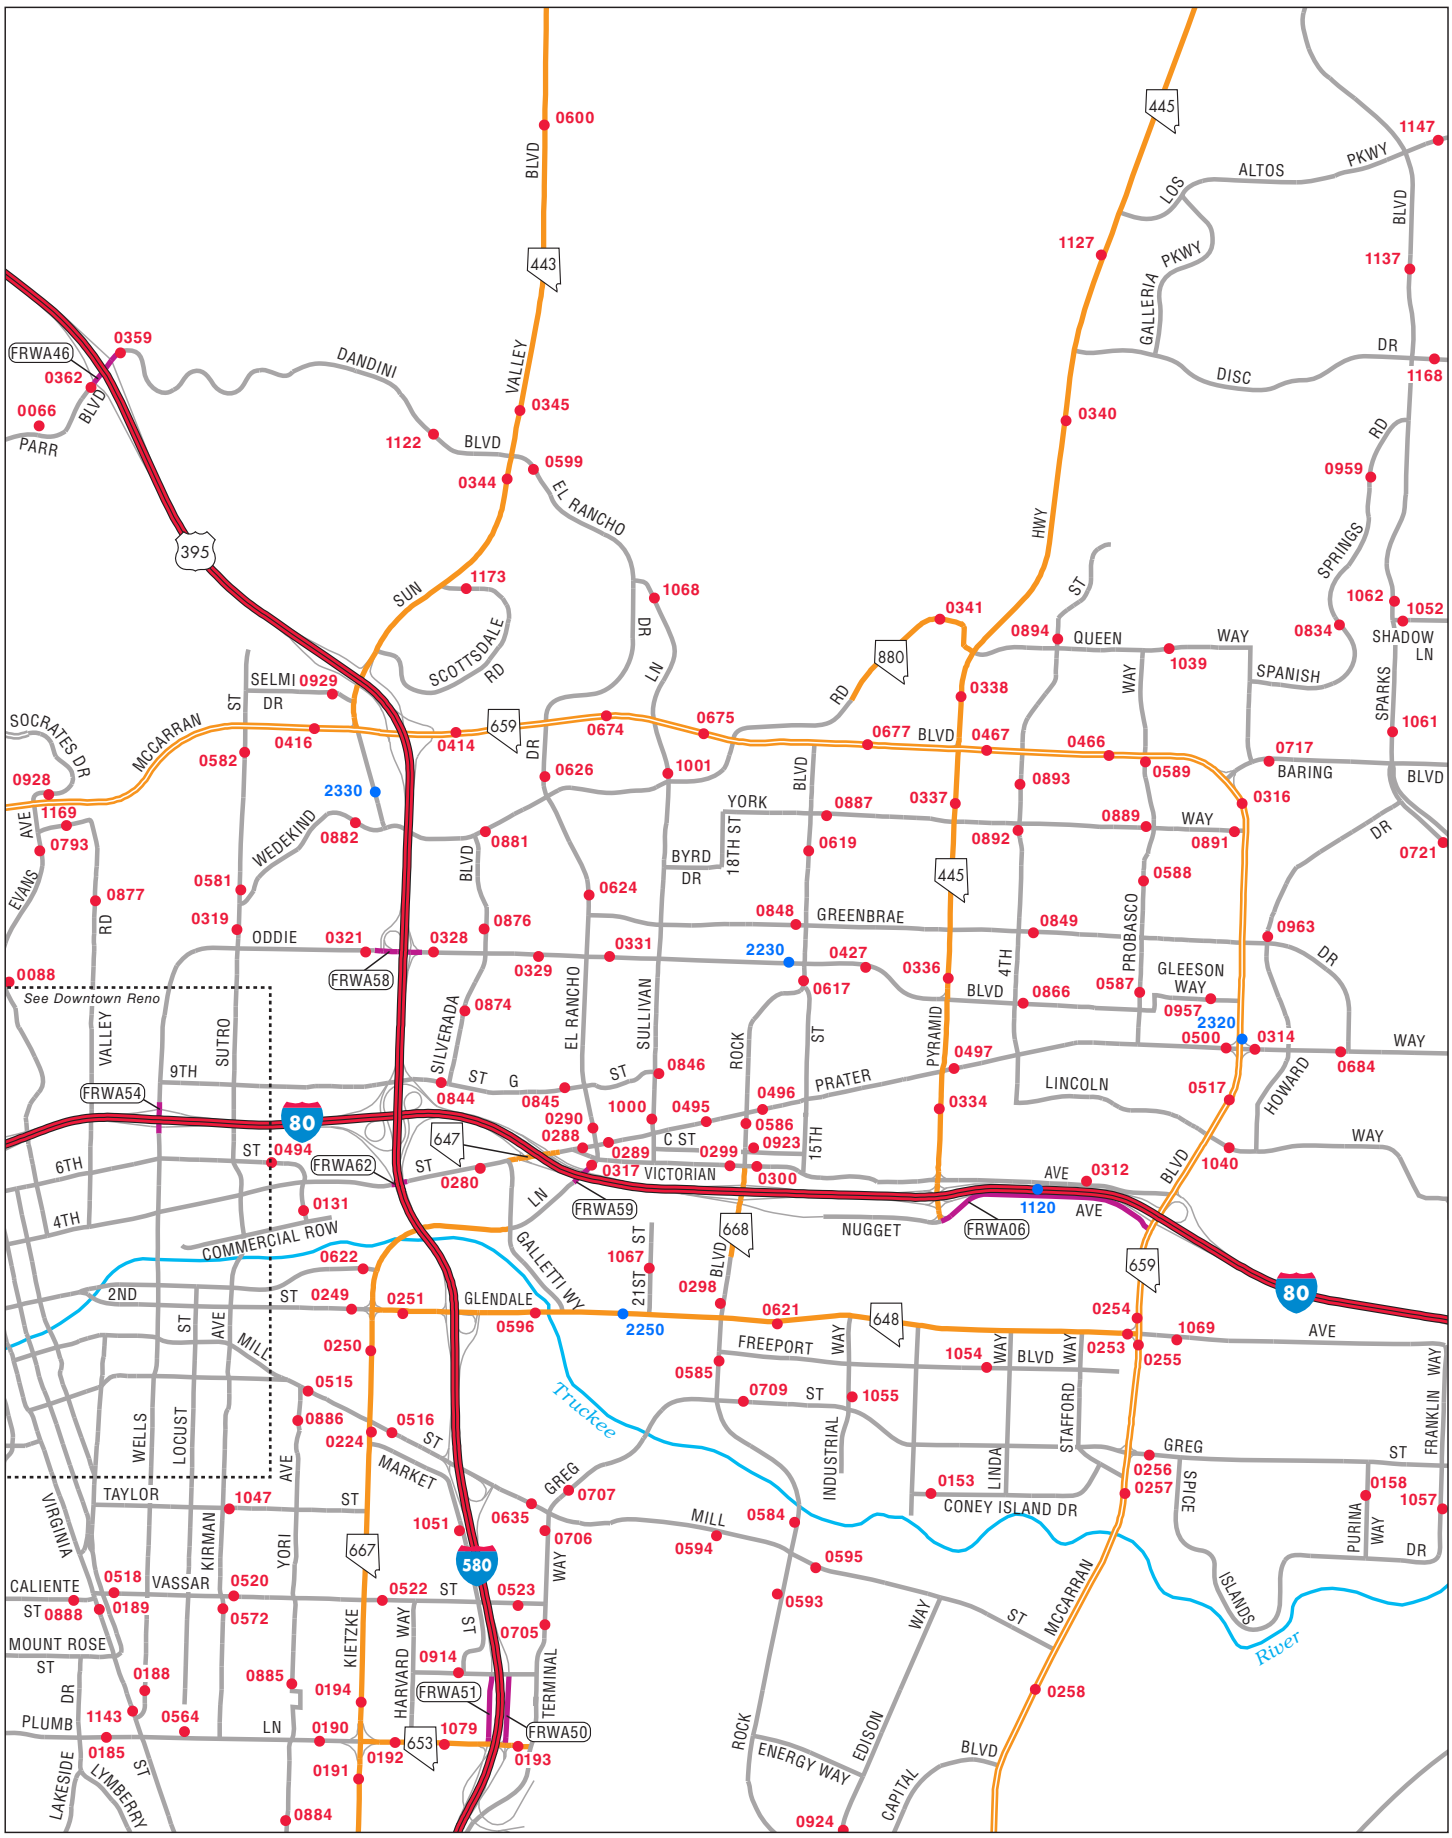 0600
BLVD
445
1147
PKWY
ALTOS
LOS
BLVD
443
1127
PKWY
1137
GALLERIA
0359
FRWA46
0362
BLVD
0066
PARR
DANDINI
VALLEY
DR
1168
DISC
0345
1122
BLVD
0340
RD
0599
0344
0959
EL RANCHO
HWY
395
SPRINGS
1173
SUN
1068
ST
1062
1052
0341
0834
SHADOW
LN
DR
0894
QUEEN
WAY
1039
SCOTTSDALE
RD
880
LN
WAY
SPANISH
SELMI
0929
DR
ST
RD
0338
SPARKS
SOCRATES DR
MCCARRAN
659
0674
0675
0416
0414
0677
BLVD
0467
0466
1061
0582
DR
0717
0589
BARING
BLVD
0626
1001
BLVD
0893
0928
2330
YORK
0887
0337
0316
1169
AVE
0882
0889
WAY
0892
0891
0793
WEDEKIND
0881
18TH ST
0619
DR
0721
BLVD
BYRD
DR
EVANS
0581
0624
445
0588
0877
RD
PROBASCO
0319
0876
0848
GREENBRAE
0849
0963
ODDIE
0321
0328
0331
2230
0427
4TH
DR
FRWA58
0329
0336
GLEESON
WAY
0088
0617
0587
See Downtown Reno
BLVD
0866
0957
0874
EL RANCHO
SULLIVAN
ST
2320
VALLEY
SUTRO
SILVERADA
ROCK
PYRAMID
0500
0314
WAY
0497
0684
9TH
ST
G
ST
0846
PRATER
LINCOLN
HOWARD
FRWA54
0844
0845
0496
0517
80
0290
1000
0495
0586
0334
647
0288
0289
C ST
0923
15TH
WAY
ST
0494
FRWA62
ST
0299
6TH
0280
0317
VICTORIAN
0300
AVE
0312
BLVD
1040
0131
LN
FRWA59
1120
AVE
4TH
NUGGET
FRWA06
COMMERCIAL ROW
668
GALLETTI WY
ST
0622
1067
BLVD
659
80
2ND
ST
0249
0251
GLENDALE
21ST
0298
0596
2250
0621
648
0254
ST
AVE
MILL
FREEPORT
WAY
WAY
WAY
0253
1069
AVE
0250
0255
0585
1054
BLVD
WAY
0515
Truckee
0709
ST
1055
0886
0516
STAFFORD
FRANKLIN
WELLS
LOCUST
0224
ST
INDUSTRIAL
LINDA
GREG
ST
AVE
MARKET
GREG
0256
VIRGINIA
TAYLOR
1047
ST
0707
0153
0257
SPICE
0158
0635
CONEY ISLAND DR
1057
1051
0706
0584
MILL
KIRMAN
YORI
667
580
WAY
0594
PURINA
WAY
DR
0518
VASSAR
0520
0522
ST
0523
0595
CALIENTE
ST
0888
0189
0572
0593
ISLANDS
HARVARD WAY
ST
0705
WAY
ST
MCCARRAN
MOUNT ROSE
ST
KIETZKE
0914
River
0188
0885
DR
0194
FRWA51
TERMINAL
0258
1143
0564
PLUMB
LN
0190
653
1079
FRWA50
0185
0192
0193
ROCK
EDISON
ST
0191
ENERGY WAY
BLVD
LAKESIDE
LYMBERRY
CAPITAL
0884
0924